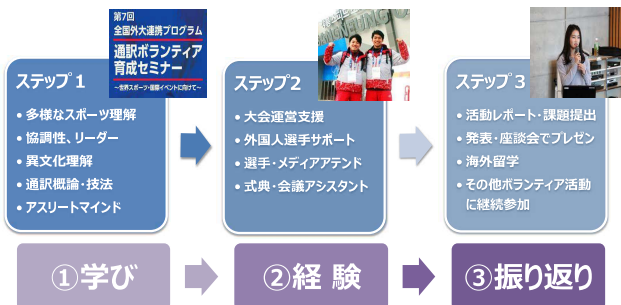 第7回
全国外大連携プログラム
通訳ボランティア
育成セミナー
～世界スポーツ・国際イベントに向けて～
ステップ１
・多様なスポーツ理解
・協調性、リーダー
・異文化理解
・通訳概論・技法
・アスリートマインド
ステップ2
・大会運営支援
・外国人選手サポート
・選手・メディアアテンド
・式典・会議アシスタント
ステップ３
・活動レポート・課題提出
・発表・座談会でプレゼン
・海外留学
・その他ボランティア活動
に継続参加
①学び
②経 験
③振り返り